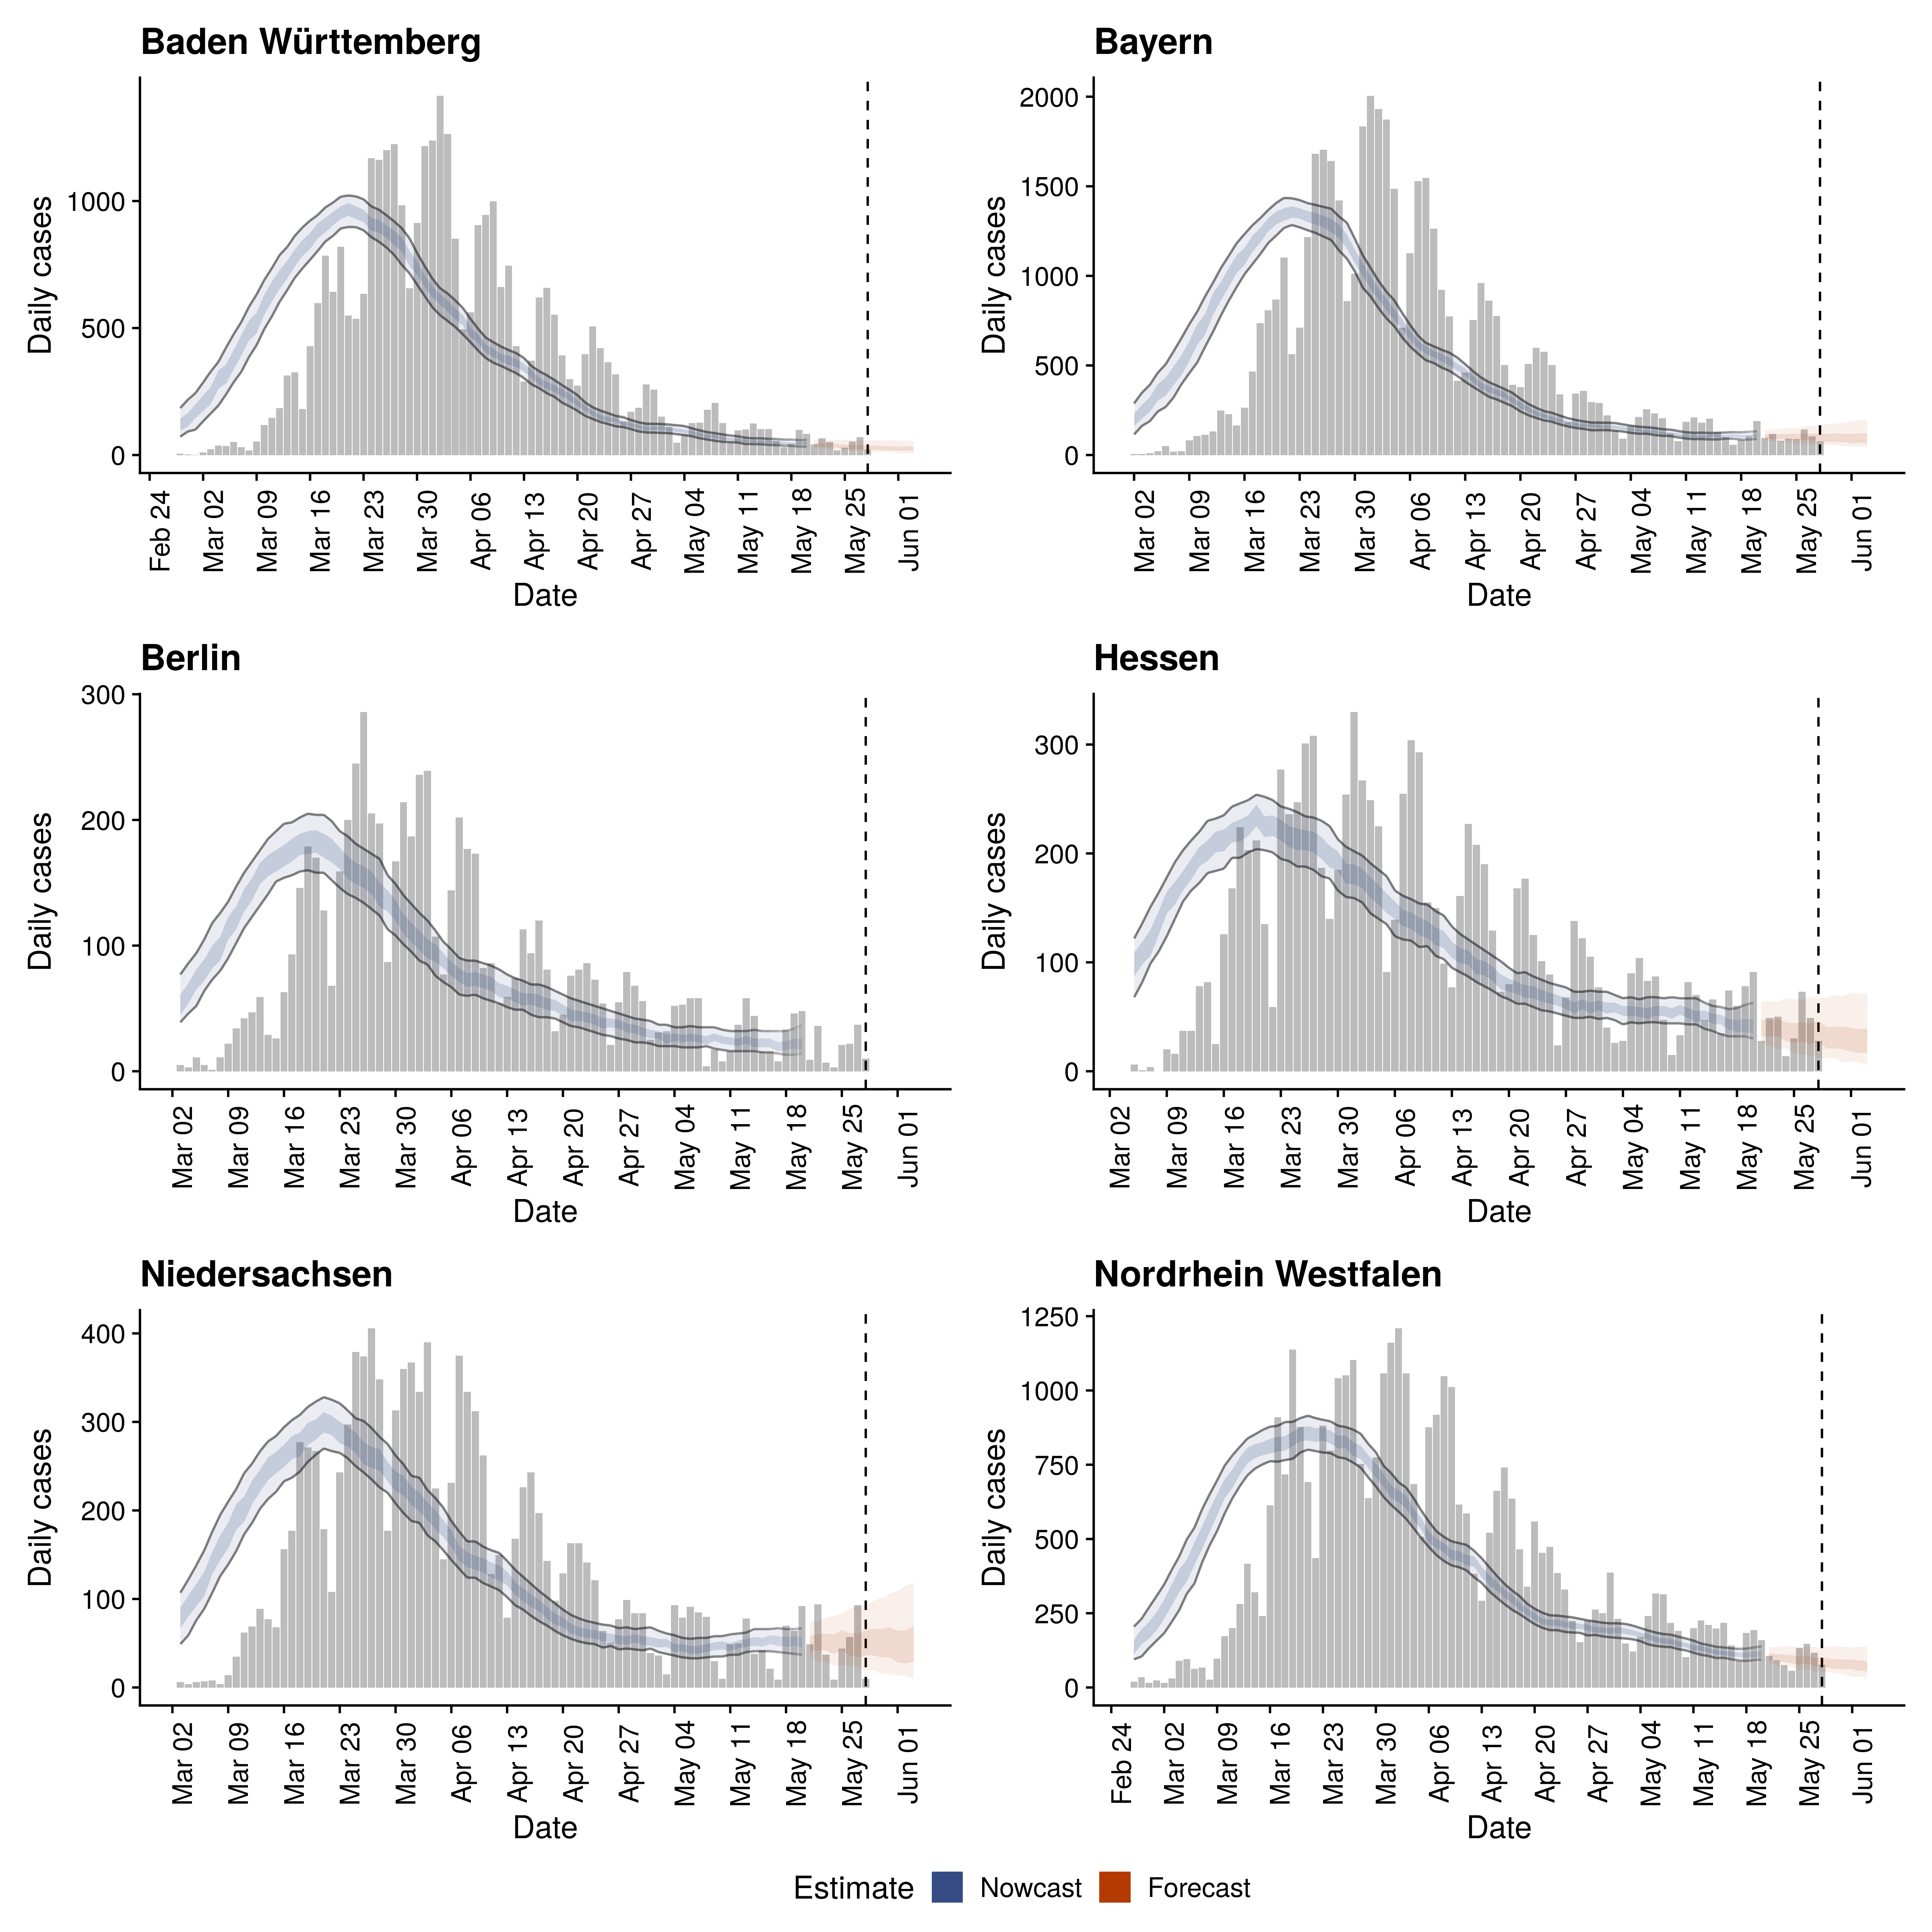 Baden Württemberg
Daily cases
1000
500
0
Feb 24
Mar 02
Mar 09
Mar 16
Mar 23
Mar 30
Apr 06
Apr 13
Apr 20
Apr 27
May 04
May 11
May 18
May 25
Jun 01
Date
Bayern
Daily cases
2000
1500
1000
500
0
Mar 02
Mar 09
Mar 16
Mar 23
Mar 30
Apr 06
Apr 13
Apr 20
Apr 27
May 04
May 11
May 18
May 25
Jun 01
Date
Berlin
Daily cases
300
200
100
0
Mar 02
Mar 09
Mar 16
Mar 23
Mar 30
Apr 06
Apr 13
Apr 20
Apr 27
May 04
May 11
May 18
May 25
Jun 01
Date
Hessen
Daily cases
300
200
100
0
Mar 02
Mar 09
Mar 16
Mar 23
Mar 30
Apr 06
Apr 13
Apr 20
Apr 27
May 04
May 11
May 18
May 25
Jun 01
Date
Niedersachsen
Daily cases
400
300
200
100
0
Mar 02
Mar 09
Mar 16
Mar 23
Mar 30
Apr 06
Apr 13
Apr 20
Apr 27
May 04
May 11
May 18
May 25
Jun 01
Date
Nordrhein Westfalen
Daily cases
1250
1000
750
500
250
0
Feb 24
Mar 02
Mar 09
Mar 16
Mar 23
Mar 30
Apr 06
Apr 13
Apr 20
Apr 27
May 04
May 11
May 18
May 25
Jun 01
Date
Estimate Nowcast Forecast